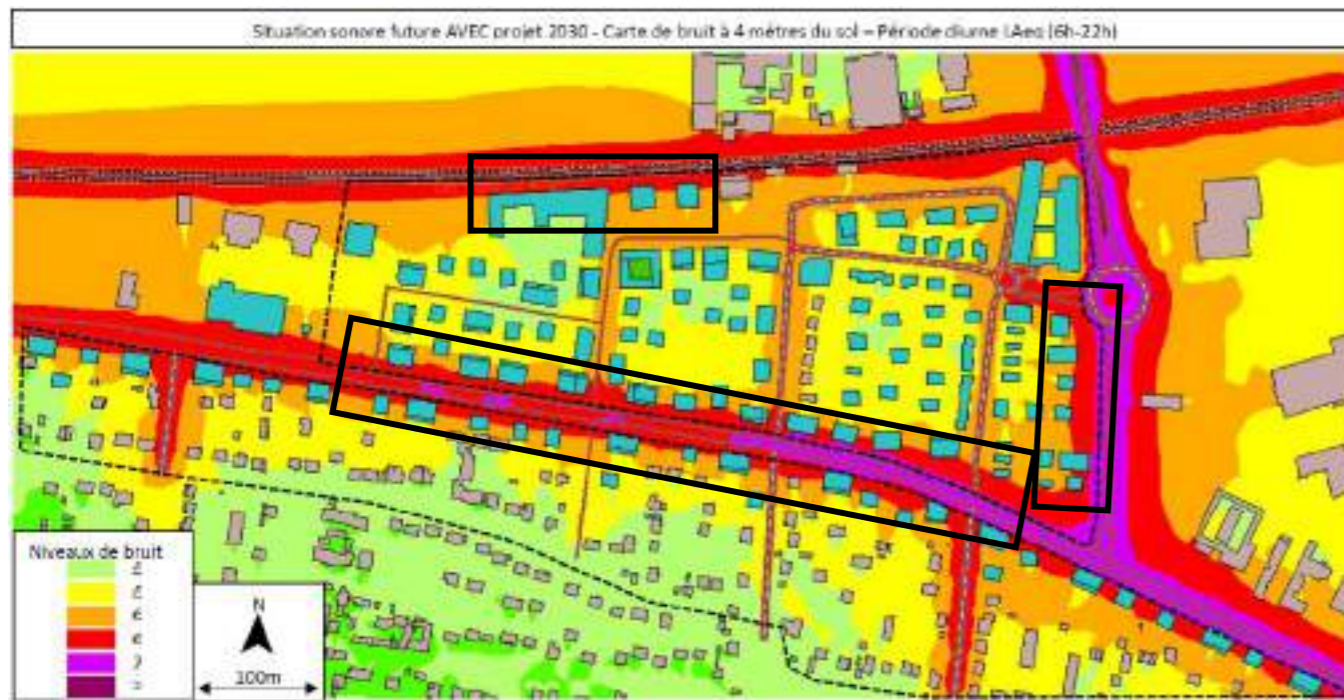 Situation sonore future AVEC projet 2030 - Carte de bruit à 4 mètres du sol – Période diurne LAeq (6h-22h)
Niveaux de bruit
N
100m